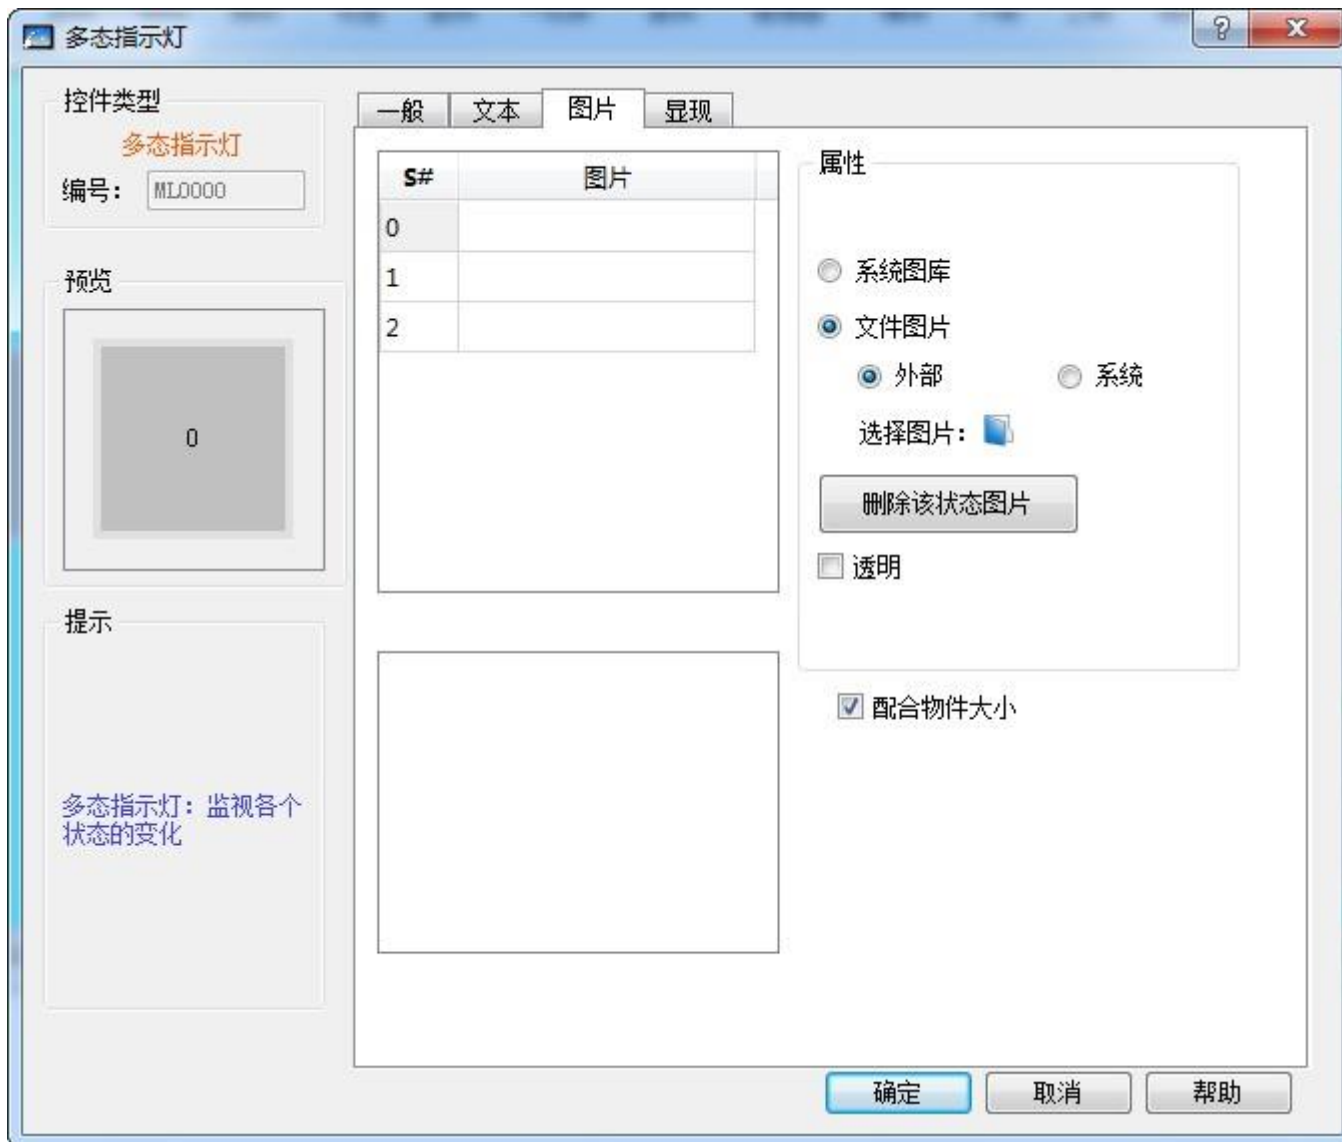 多态指示灯
控件类型
多态指示灯
编号： ML0000
预览
0
提示
多态指示灯：监视各个
状态的变化
一般 文本 图片 显现
S# 图片
0
1
2
属性
系统图库
文件图片
外部 系统
选择图片：
删除该状态图片
透明
配合物件大小
确定 取消 帮助